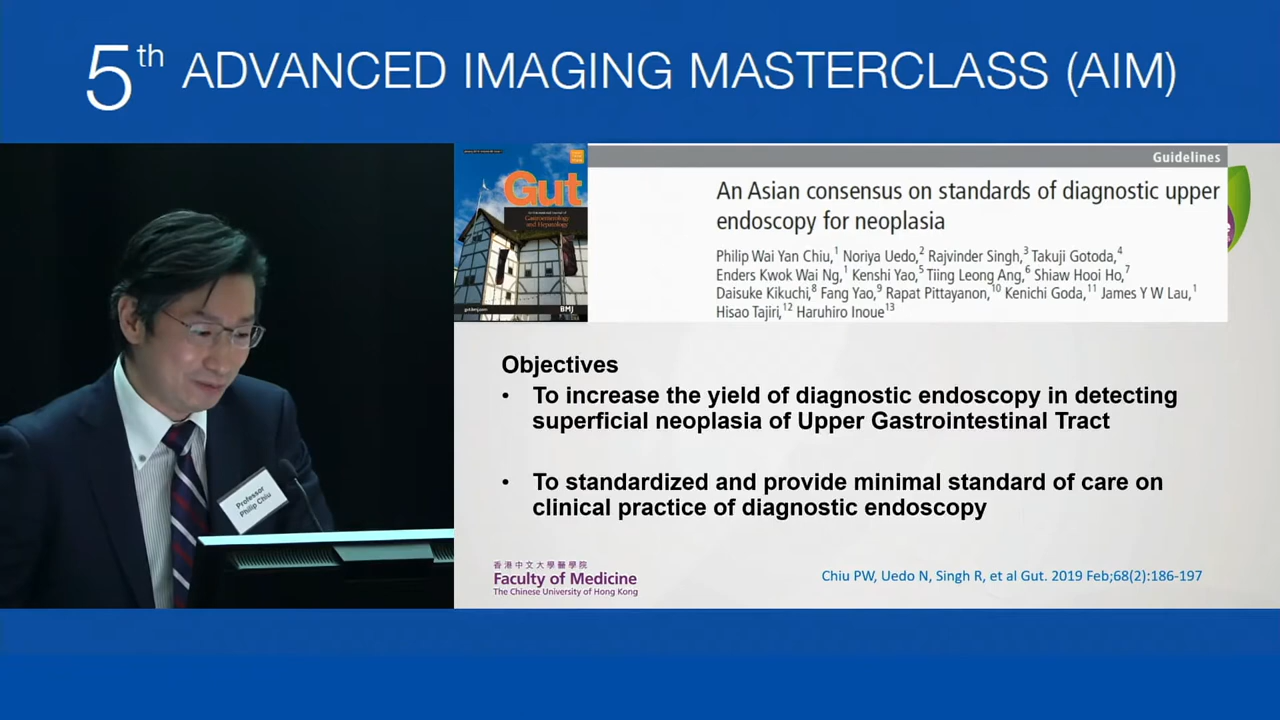 5th ADVANCED IMAGING MASTERCLASS (AIM)
Gut
Gastroenterology
and Hepatology
gut.bmj.com
BMJ
Guidelines
An Asian consensus on standards of diagnostic upper
endoscopy for neoplasia
Philip Wai Yan Chiu,1 Noriya Uedo,2 Rajvinder Singh,3 Takuji Gotoda,4
Enders Kwok Wai Ng,1 Kenshi Yao,5 Tiing Leong Ang,6 Shiaw Hooi Ho,7
Daisuke Kikuchi,8 Fang Yao,9 Rapat Pittayanon,10 Kenichi Goda,11 James Y W Lau,1
Hisao Tajiri,12 Haruhiro Inoue13
Objectives
• To increase the yield of diagnostic endoscopy in detecting
superficial neoplasia of Upper Gastrointestinal Tract
• To standardized and provide minimal standard of care on
clinical practice of diagnostic endoscopy
Professor
Philip Chiu
香港中文大學醫學院
Faculty of Medicine
The Chinese University of Hong Kong
Chiu PW, Uedo N, Singh R, et al Gut. 2019 Feb;68(2):186-197